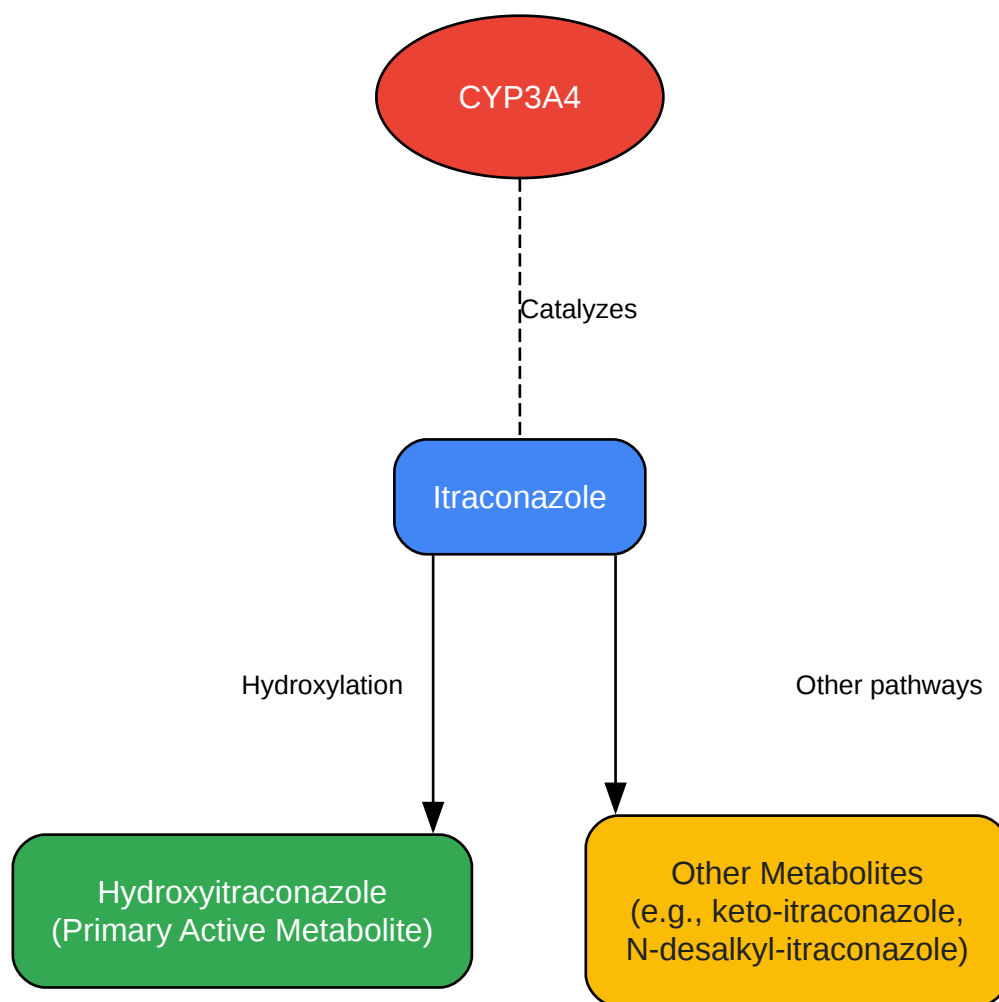 CYP3A4
Catalyzes
Itraconazole
Hydroxylation
Other pathways
Hydroxyitraconazole
(Primary Active Metabolite)
Other Metabolites
(e.g., keto-itraconazole,
N-desalkyl-itraconazole)